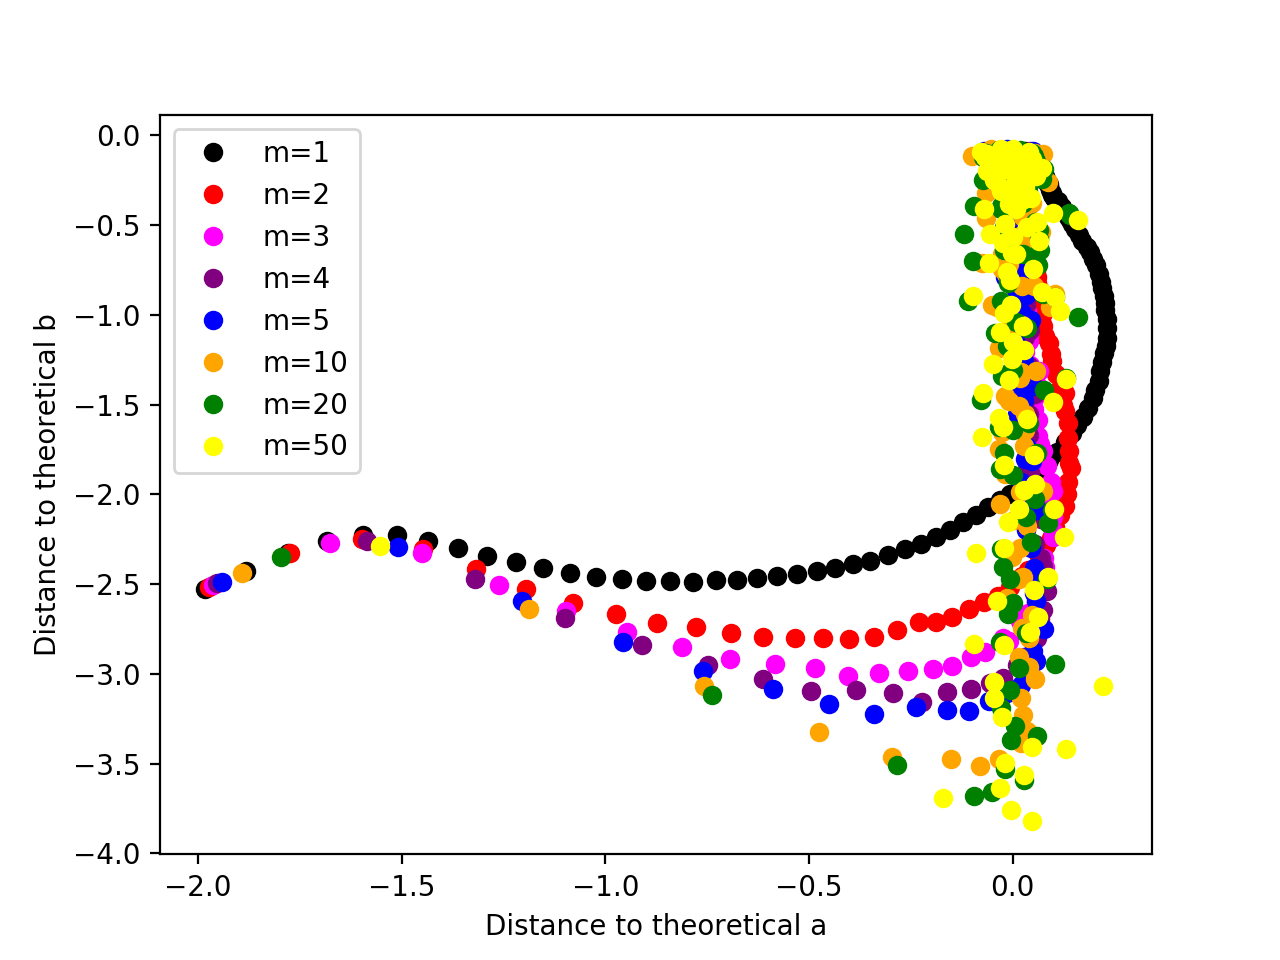 m=1
m=2
m=3
m=4
m=5
m=10
m=20
m=50
0.0
−0.5
−1.0
−1.5
−2.0
−2.5
−3.0
−3.5
−4.0
Distance to theoretical b
−2.0 −1.5 −1.0 −0.5 0.0
Distance to theoretical a